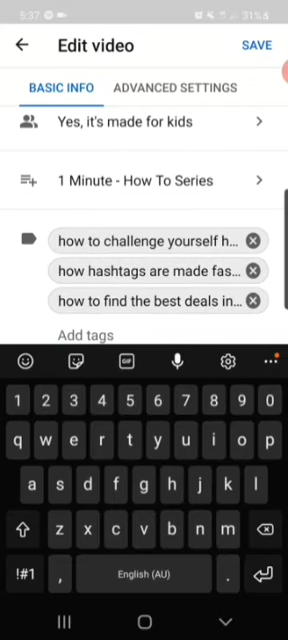 5:37
31%
Edit video
SAVE
BASIC INFO
ADVANCED SETTINGS
Yes, it's made for kids
1 Minute - How To Series
how to challenge yourself h...
how hashtags are made fas...
how to find the best deals in...
Add tags
GIF
1 2 3 4 5 6 7 8 9 0
q w e r t y u i o p
a s d f g h j k l
z x c v b n m
!#1 , English (AU) .